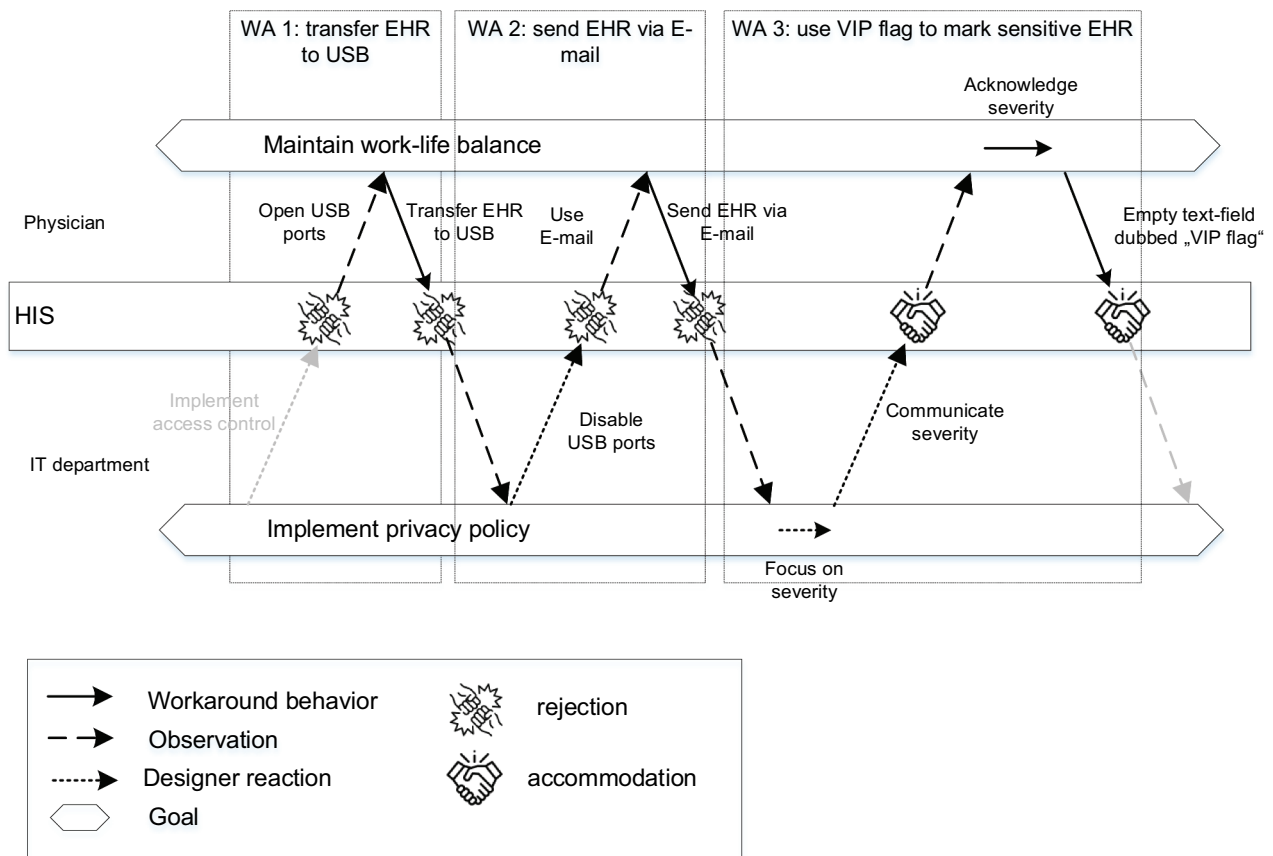 WA 1: transfer EHR
to USB
WA 2: send EHR via E-
mail
WA 3: use VIP flag to mark sensitive EHR
Acknowledge
severity
Maintain work-life balance
Physician
Open USB
ports
Transfer EHR
to USB
Use
E-mail
Send EHR via
E-mail
Empty text-field
dubbed „VIP flag“
HIS
Implement
access control
Disable
USB ports
Communicate
severity
IT department
Implement privacy policy
Focus on
severity
Workaround behavior
rejection
Observation
Designer reaction
accommodation
Goal